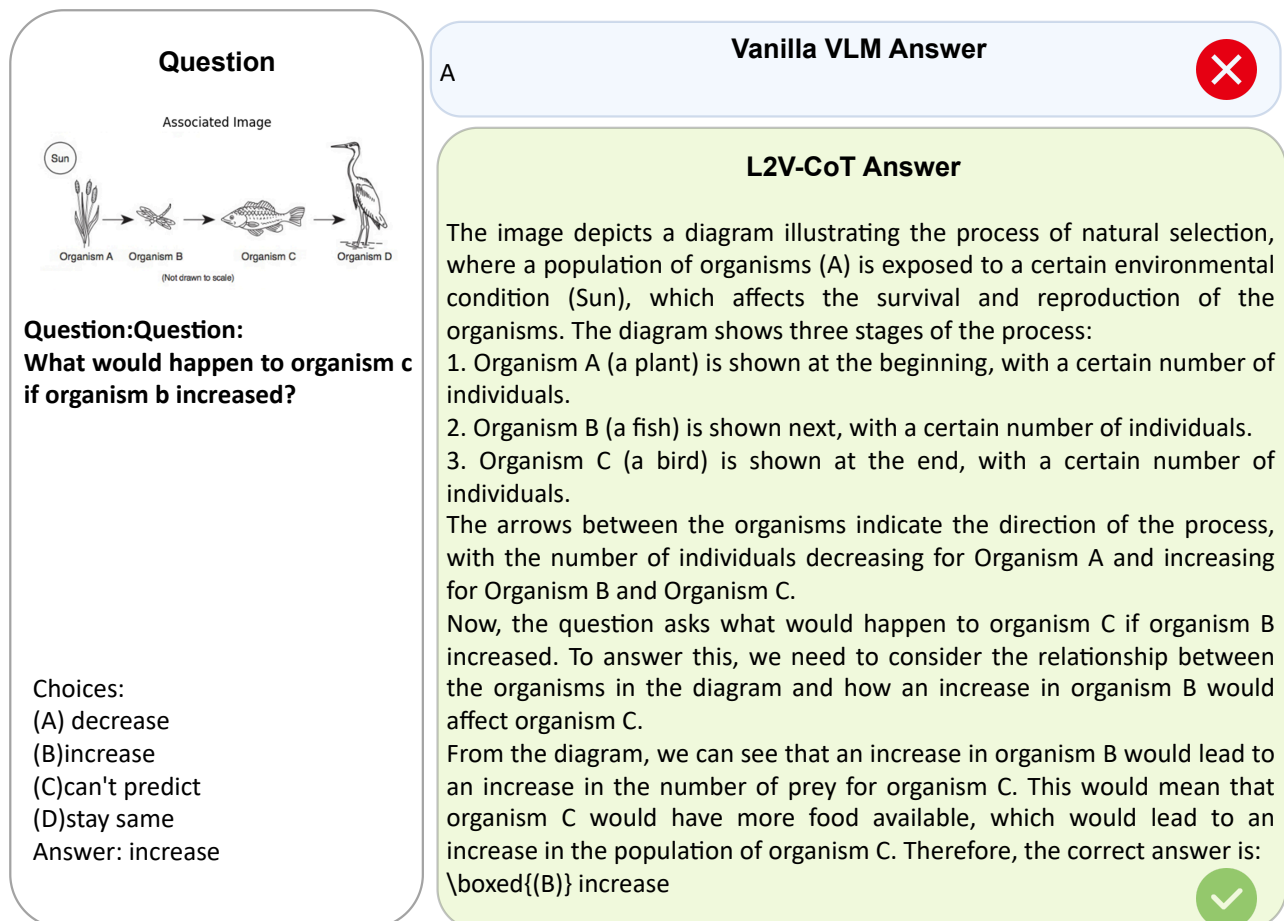 Question
Associated Image
Sun
Organism A Organism B Organism C Organism D
(Not drawn to scale)
Question:Question:
What would happen to organism c
if organism b increased?
Choices:
(A) decrease
(B)increase
(C)can't predict
(D)stay same
Answer: increase
Vanilla VLM Answer
A
L2V-CoT Answer
The image depicts a diagram illustrating the process of natural selection,
where a population of organisms (A) is exposed to a certain environmental
condition (Sun), which affects the survival and reproduction of the
organisms. The diagram shows three stages of the process:
1. Organism A (a plant) is shown at the beginning, with a certain number of
individuals.
2. Organism B (a fish) is shown next, with a certain number of individuals.
3. Organism C (a bird) is shown at the end, with a certain number of
individuals.
The arrows between the organisms indicate the direction of the process,
with the number of individuals decreasing for Organism A and increasing
for Organism B and Organism C.
Now, the question asks what would happen to organism C if organism B
increased. To answer this, we need to consider the relationship between
the organisms in the diagram and how an increase in organism B would
affect organism C.
From the diagram, we can see that an increase in organism B would lead to
an increase in the number of prey for organism C. This would mean that
organism C would have more food available, which would lead to an
increase in the population of organism C. Therefore, the correct answer is:
\boxed{(B)} increase